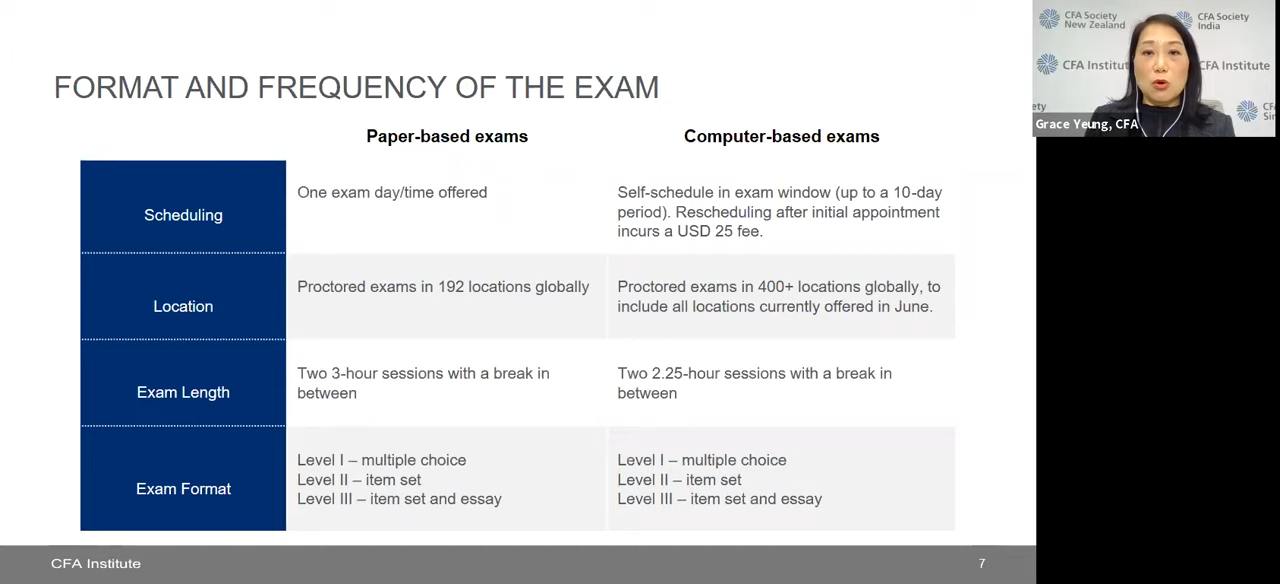 FORMAT AND FREQUENCY OF THE EXAM
Paper-based exams
Computer-based exams
Scheduling
One exam day/time offered
Self-schedule in exam window (up to a 10-day
period). Rescheduling after initial appointment
incurs a USD 25 fee.
Location
Proctored exams in 192 locations globally
Proctored exams in 400+ locations globally, to
include all locations currently offered in June.
Exam Length
Two 3-hour sessions with a break in
between
Two 2.25-hour sessions with a break in
between
Exam Format
Level I – multiple choice
Level II – item set
Level III – item set and essay
Level I – multiple choice
Level II – item set
Level III – item set and essay
CFA Institute
7
CFA Society
New Zealand
CFA Society
India
CFA Institut
CFA Institute
ety
CF
Sin
Grace Yeung, CFA